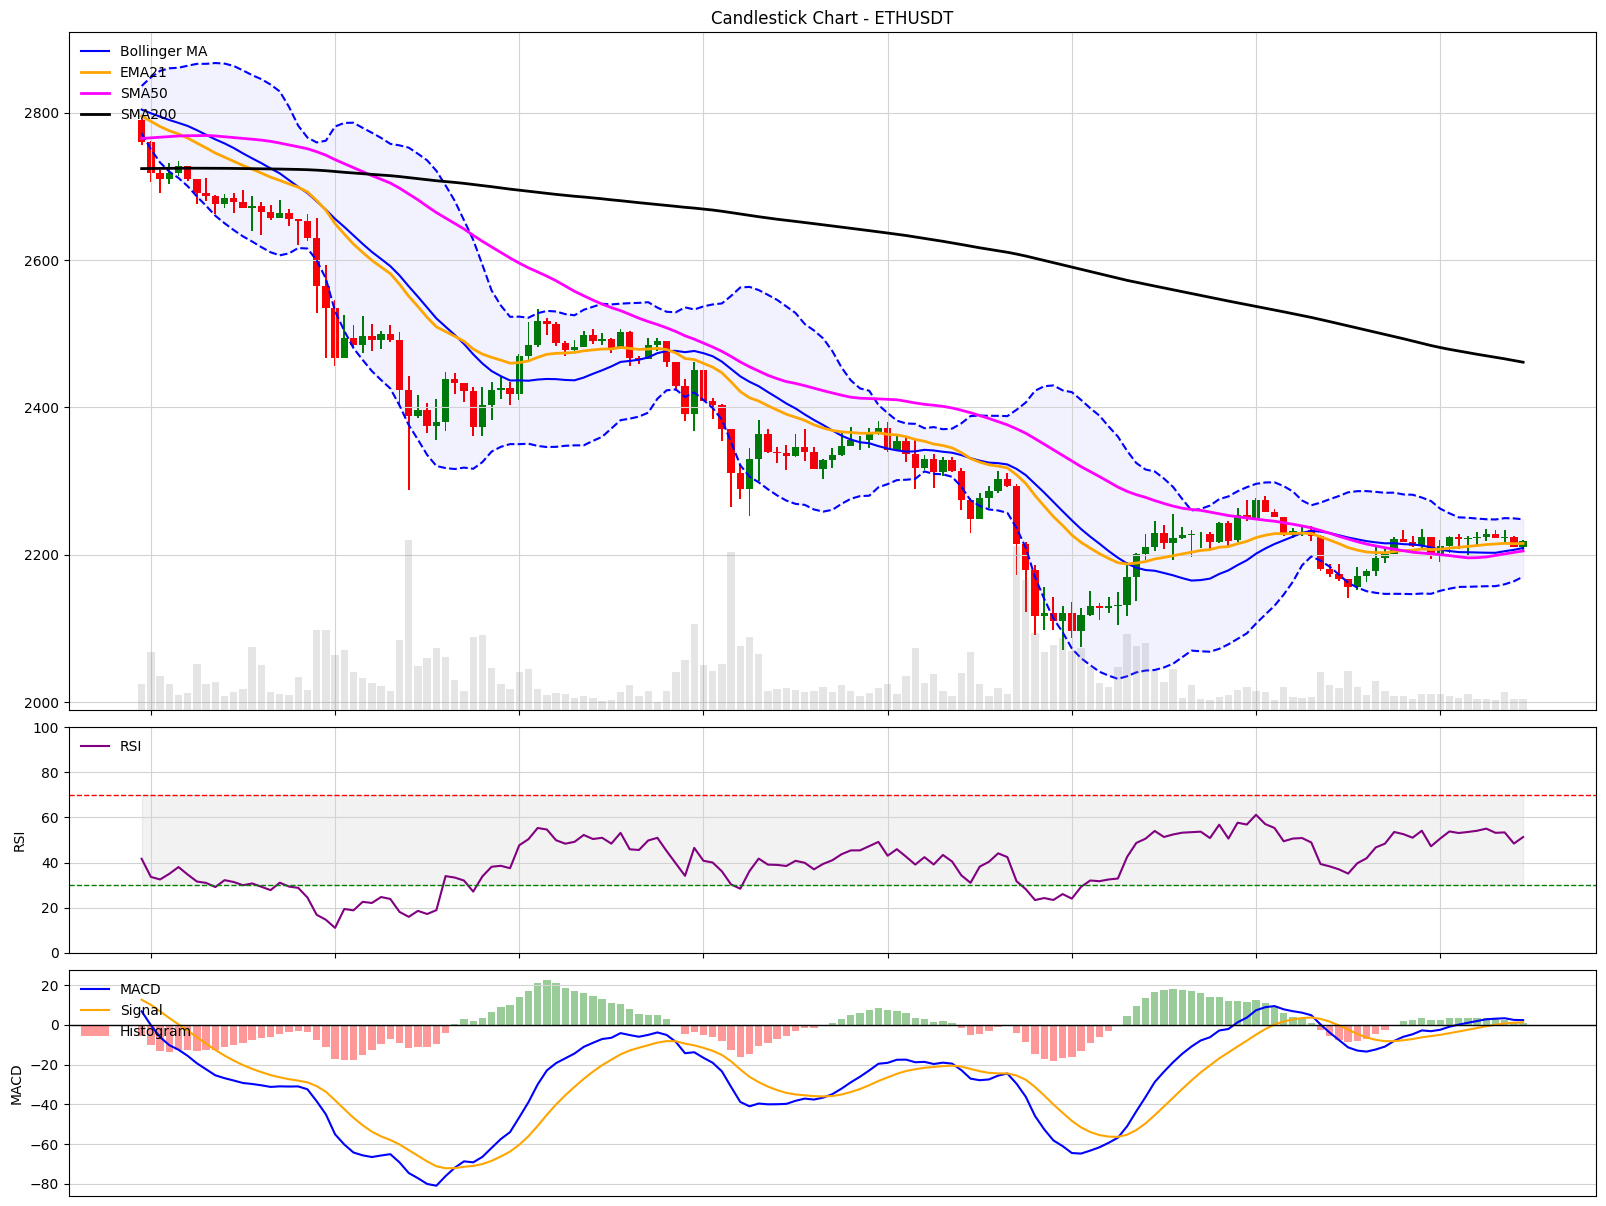 Candlestick Chart - ETHUSDT
Bollinger MA
EMA21
SMA50
SMA200
2800
2600
2400
2200
2000
RSI
100
80
60
40
20
0
RSI
MACD
Signal
Histogram
20
0
−20
−40
−60
−80
MACD